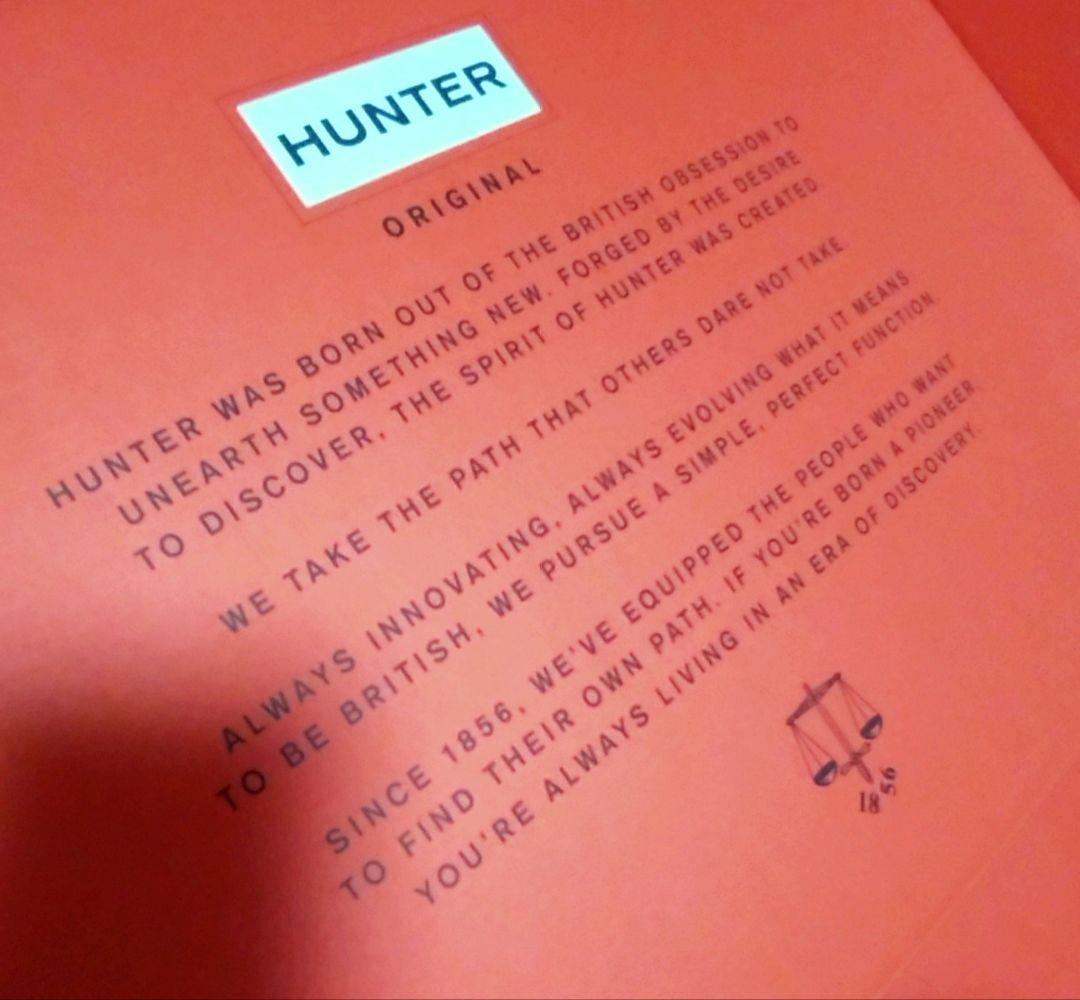 HUNTER
ORIGINAL
HUNTER WAS BORN OUT OF THE BRITISH OBSESSION TO
UNEARTH SOMETHING NEW. FORGED BY THE DESIRE
TO DISCOVER, THE SPIRIT OF HUNTER WAS CREATED.
WE TAKE THE PATH THAT OTHERS DARE NOT TAKE.
ALWAYS INNOVATING, ALWAYS EVOLVING WHAT IT MEANS
TO BE BRITISH, WE PURSUE A SIMPLE, PERFECT FUNCTION.
SINCE 1856, WE'VE EQUIPPED THE PEOPLE WHO WANT
TO FIND THEIR OWN PATH. IF YOU'RE BORN A PIONEER
YOU'RE ALWAYS LIVING IN AN ERA OF DISCOVERY.
1856